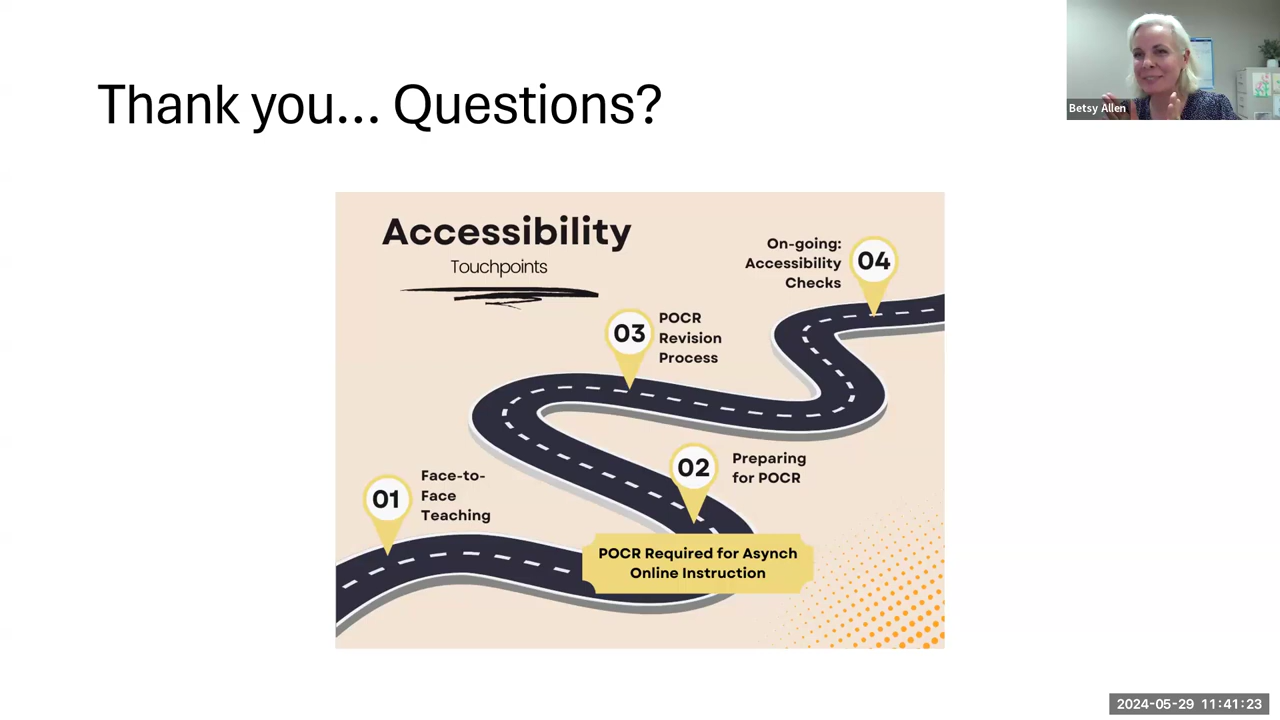 Thank you... Questions?
Betsy Allen
Accessibility
Touchpoints
01
Face-to-
Face
Teaching
02
Preparing
for POCR
POCR Required for Asynch
Online Instruction
03
POCR
Revision
Process
04
On-going:
Accessibility
Checks
2024-05-29 11:41:23